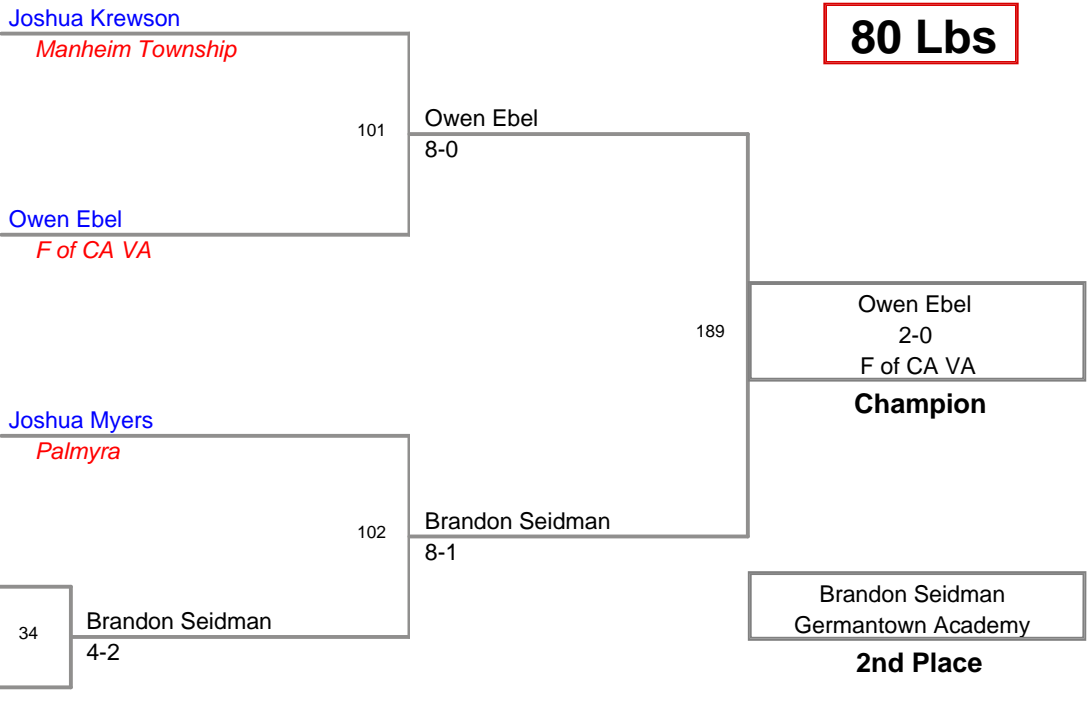 Joshua Krewson
80 Lbs
Manheim Township
Owen Ebel
101
8-0
Owen Ebel
F of CA VA
Owen Ebel
189
2-0
F of CA VA
Champion
Joshua Myers
Palmyra
Brandon Seidman
102
8-1
Brandon Seidman
Germantown Academy
2nd Place
Brandon Seidman
34
4-2